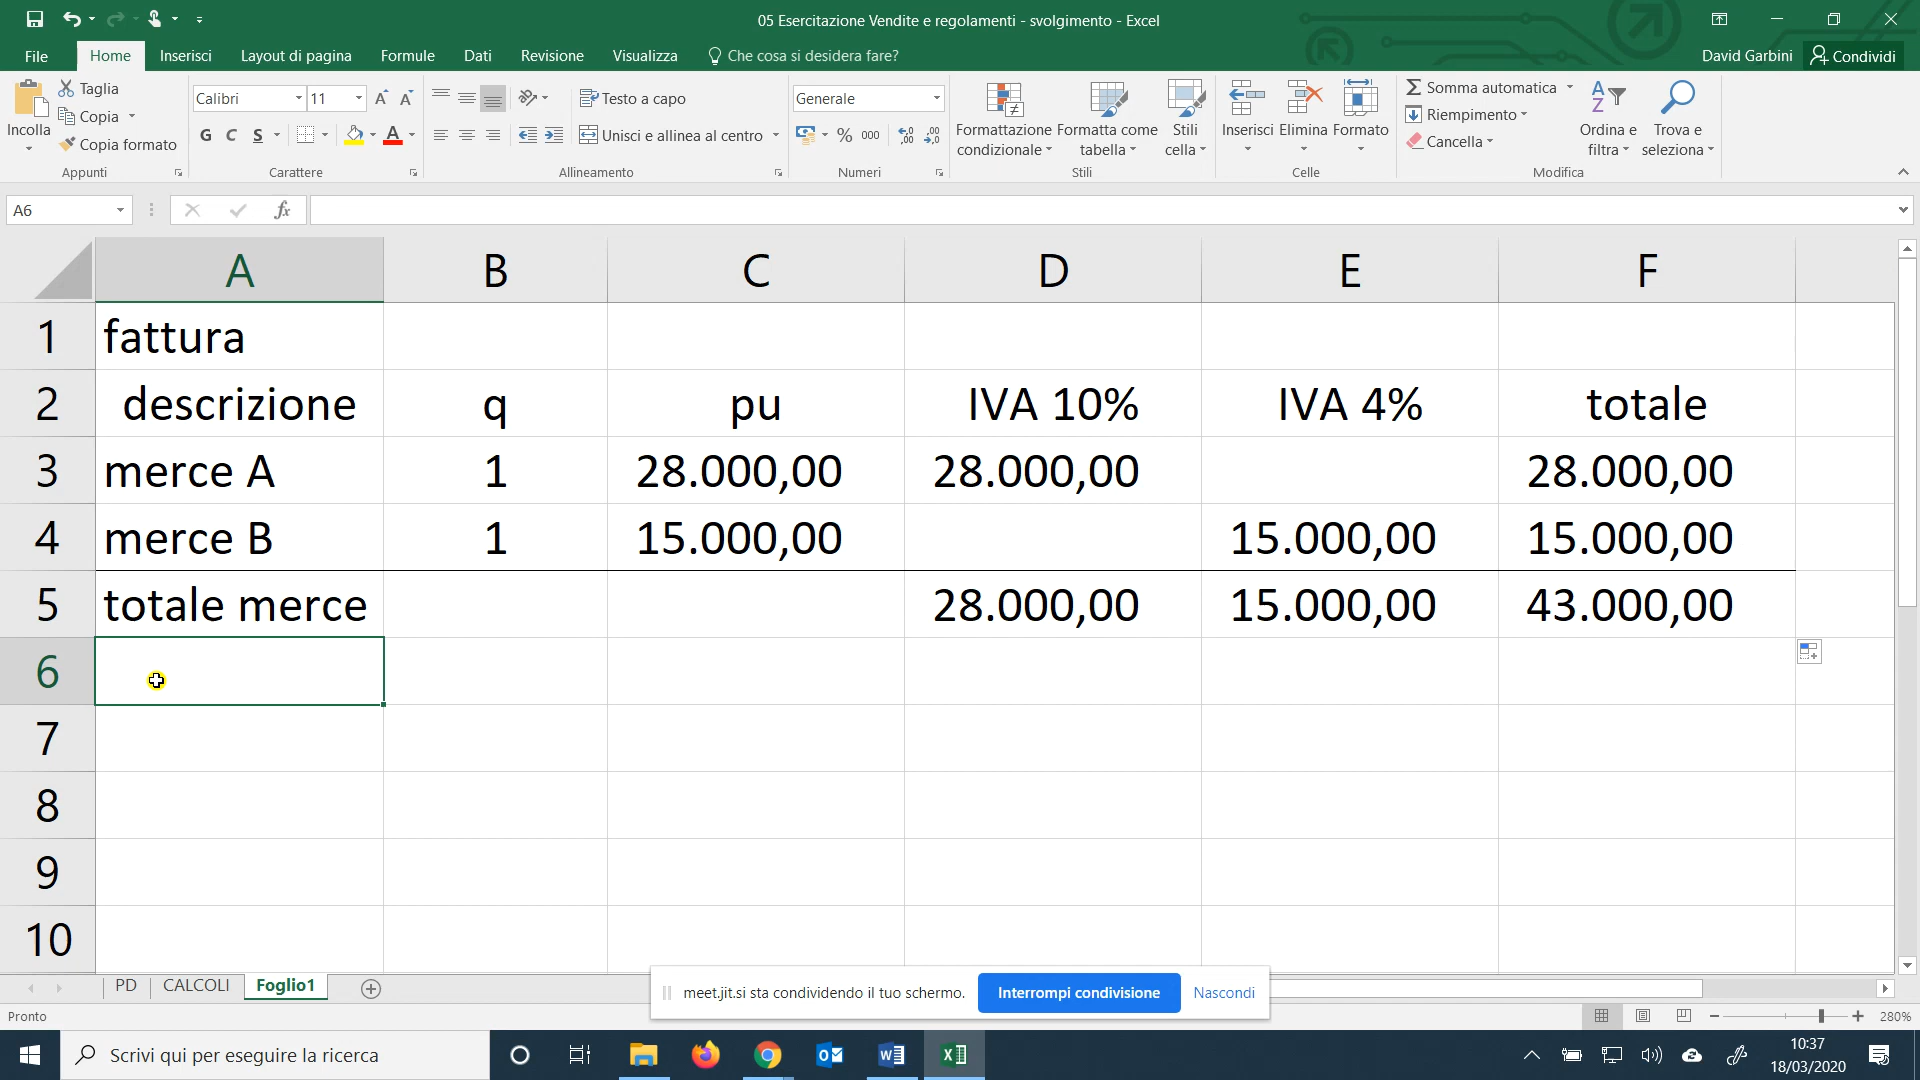 05 Esercitazione Vendite e regolamenti - svolgimento - Excel
File Home Inserisci Layout di pagina Formule Dati Revisione Visualizza Che cosa si desidera fare? David Garbini Condividi
Incolla
Taglia
Copia
Copia formato
Appunti
Calibri 11
G C S A
Carattere
Testo a capo
Unisci e allinea al centro
Allineamento
Generale
% 000
Numeri
Formattazione condizionale
Formatta come tabella
Stili cella
Stili
Inserisci Elimina Formato
Celle
Somma automatica
Riempimento
Cancella
Ordina e filtra
Trova e seleziona
Modifica
A6 fx
A B C D E F
1 fattura
2 descrizione q pu IVA 10% IVA 4% totale
3 merce A 1 28.000,00 28.000,00 28.000,00
4 merce B 1 15.000,00 15.000,00 15.000,00
5 totale merce 28.000,00 15.000,00 43.000,00
6
7
8
9
10
PD CALCOLI Foglio1
meet.jit.si sta condividendo il tuo schermo. Interrompi condivisione Nascondi
Pronto 280%
Scrivi qui per eseguire la ricerca
10:37
18/03/2020